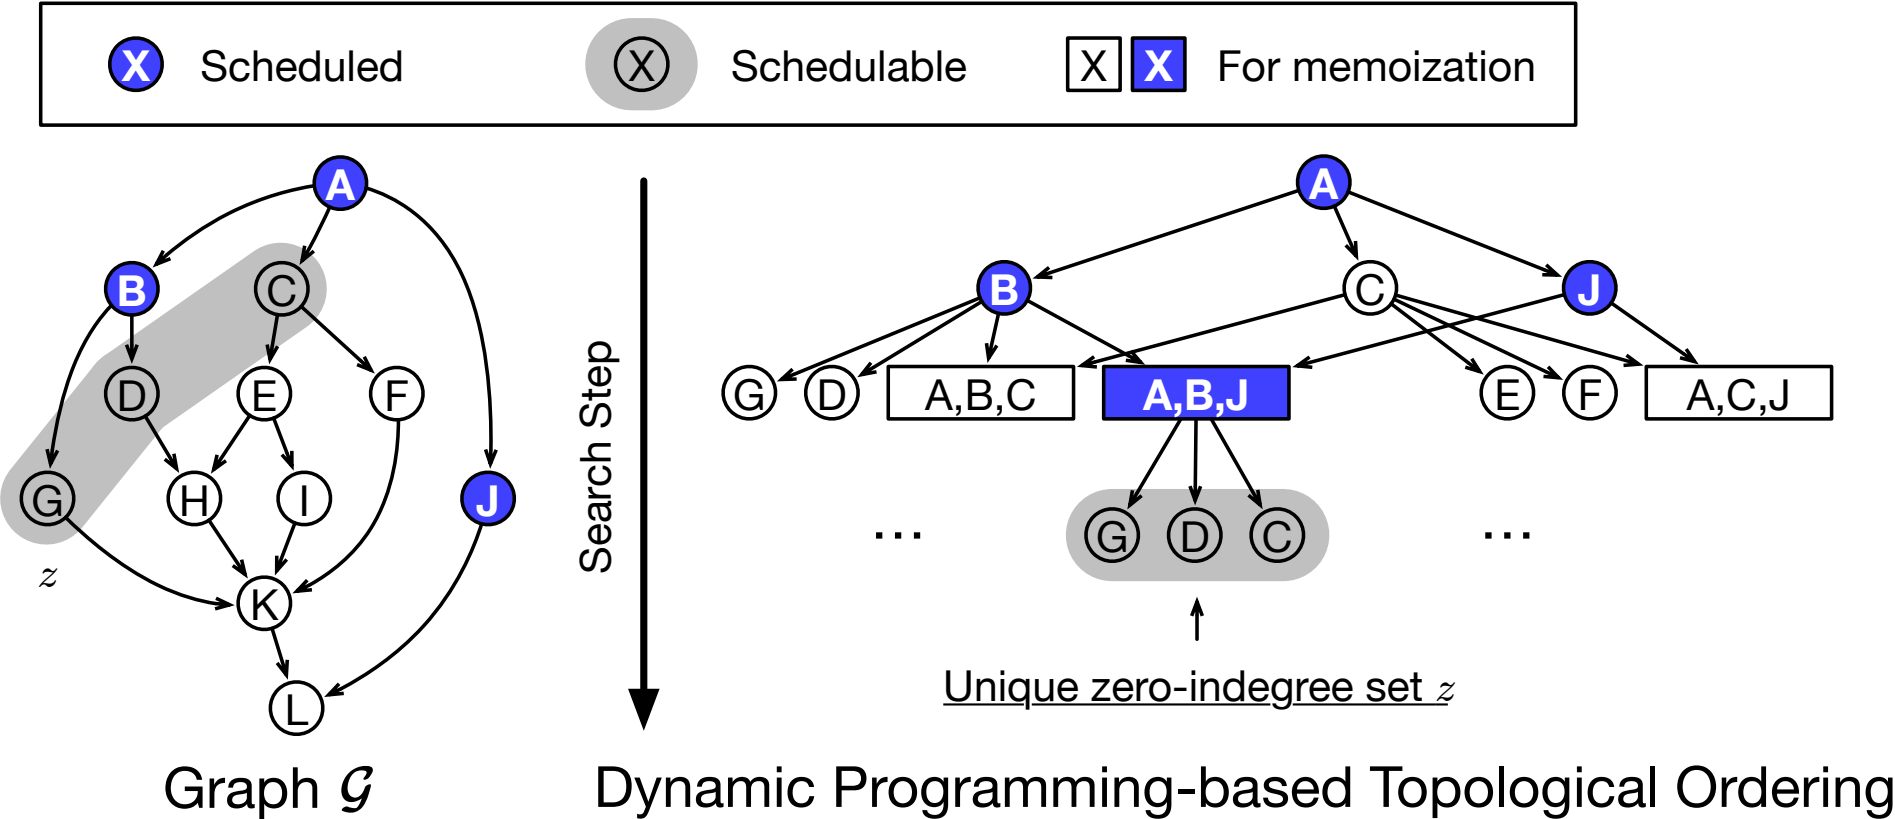 X Scheduled X Schedulable X X For memoization
A A
B C B C J
D E F G D A,B,C A,B,J E F A,C,J
Search Step
G H I J
... G D C ...
z
K
Unique zero-indegree set z
L
Graph 𝒢 Dynamic Programming-based Topological Ordering